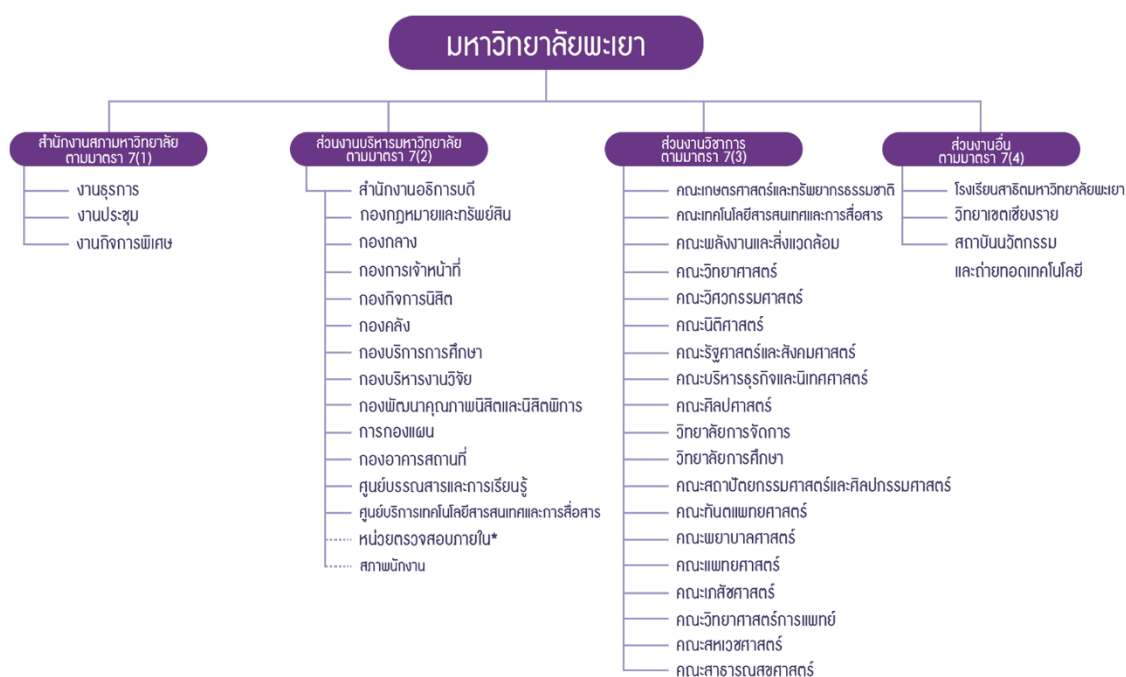 มหาวิทยาลัยพะเยา
สำนักงานสภามหาวิทยาลัย
ตามมาตรา 7(1)
งานธุรการ
งานประชุม
งานกิจการพิเศษ
ส่วนงานบริหารมหาวิทยาลัย
ตามมาตรา 7(2)
สำนักงานอธิการบดี
กองกฎหมายและทรัพย์สิน
กองกลาง
กองการเจ้าหน้าที่
กองกิจการนิสิต
กองคลัง
กองบริการการศึกษา
กองบริหารงานวิจัย
กองพัฒนาคุณภาพนิสิตและนิสิตพิการ
การกองแผน
กองอาคารสถานที่
ศูนย์บรรณสารและการเรียนรู้
ศูนย์บริการเทคโนโลยีสารสนเทศและการสื่อสาร
หน่วยตรวจสอบภายใน*
สภาพนักงาน
ส่วนงานวิชาการ
ตามมาตรา 7(3)
คณะเกษตรศาสตร์และทรัพยากรธรรมชาติ
คณะเทคโนโลยีสารสนเทศและการสื่อสาร
คณะพลังงานและสิ่งแวดล้อม
คณะวิทยาศาสตร์
คณะวิศวกรรมศาสตร์
คณะนิติศาสตร์
คณะรัฐศาสตร์และสังคมศาสตร์
คณะบริหารธุรกิจและนิเทศศาสตร์
คณะศิลปศาสตร์
วิทยาลัยการจัดการ
วิทยาลัยการศึกษา
คณะสถาปัตยกรรมศาสตร์และศิลปกรรมศาสตร์
คณะทันตแพทยศาสตร์
คณะพยาบาลศาสตร์
คณะแพทยศาสตร์
คณะเภสัชศาสตร์
คณะวิทยาศาสตร์การแพทย์
คณะสหเวชศาสตร์
คณะสาธารณสุขศาสตร์
ส่วนงานอื่น
ตามมาตรา 7(4)
โรงเรียนสาธิตมหาวิทยาลัยพะเยา
วิทยาเขตเชียงราย
สถาบันนวัตกรรม
และถ่ายทอดเทคโนโลยี